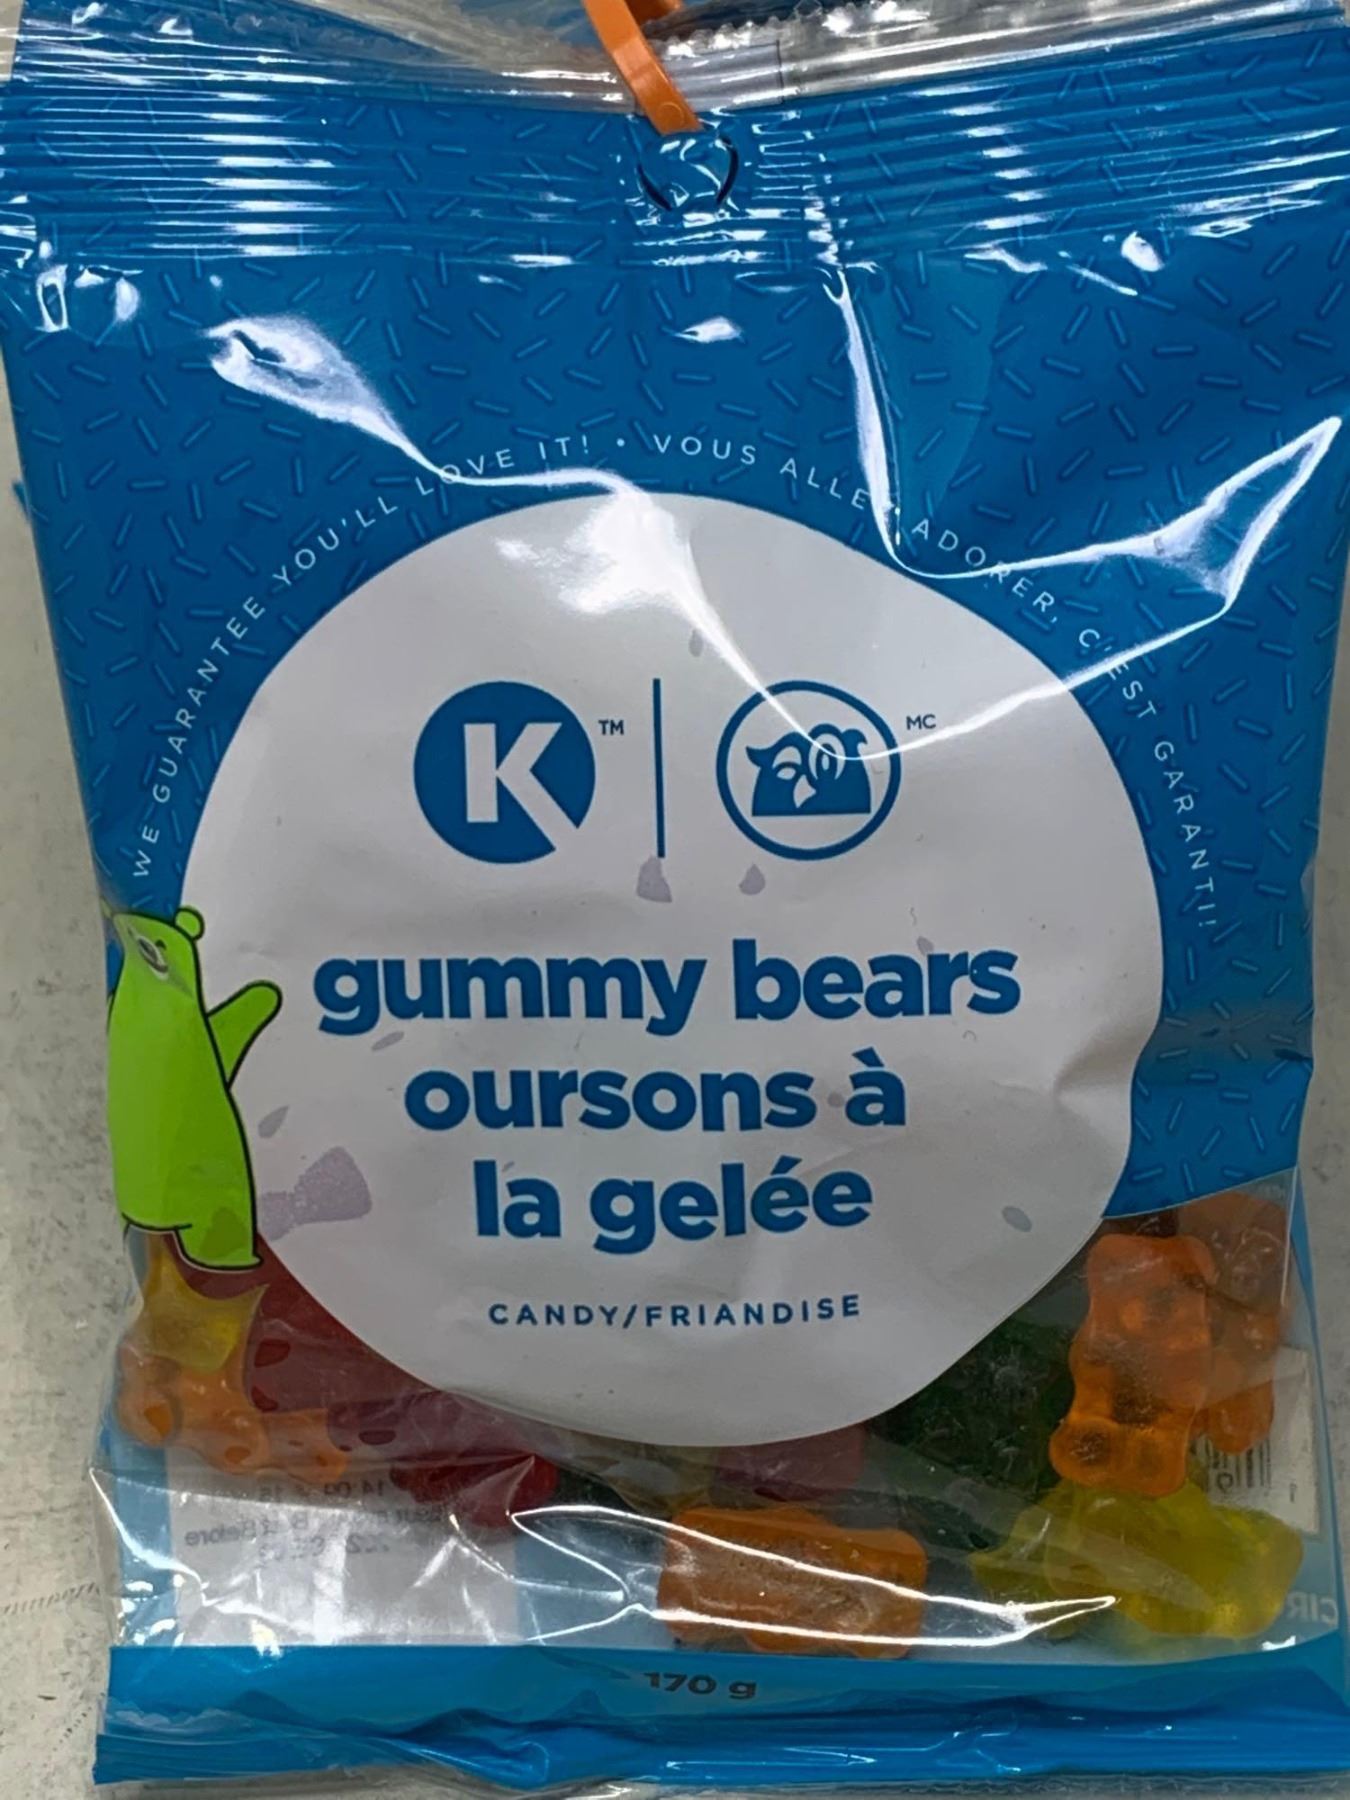 WE GUARANTEE YOU'LL LOVE IT! • VOUS ALLEZ ADORER, C'EST GARANTI!
K TM MC
gummy bears
oursons à
la gelée
CANDY/FRIANDISE
170 g